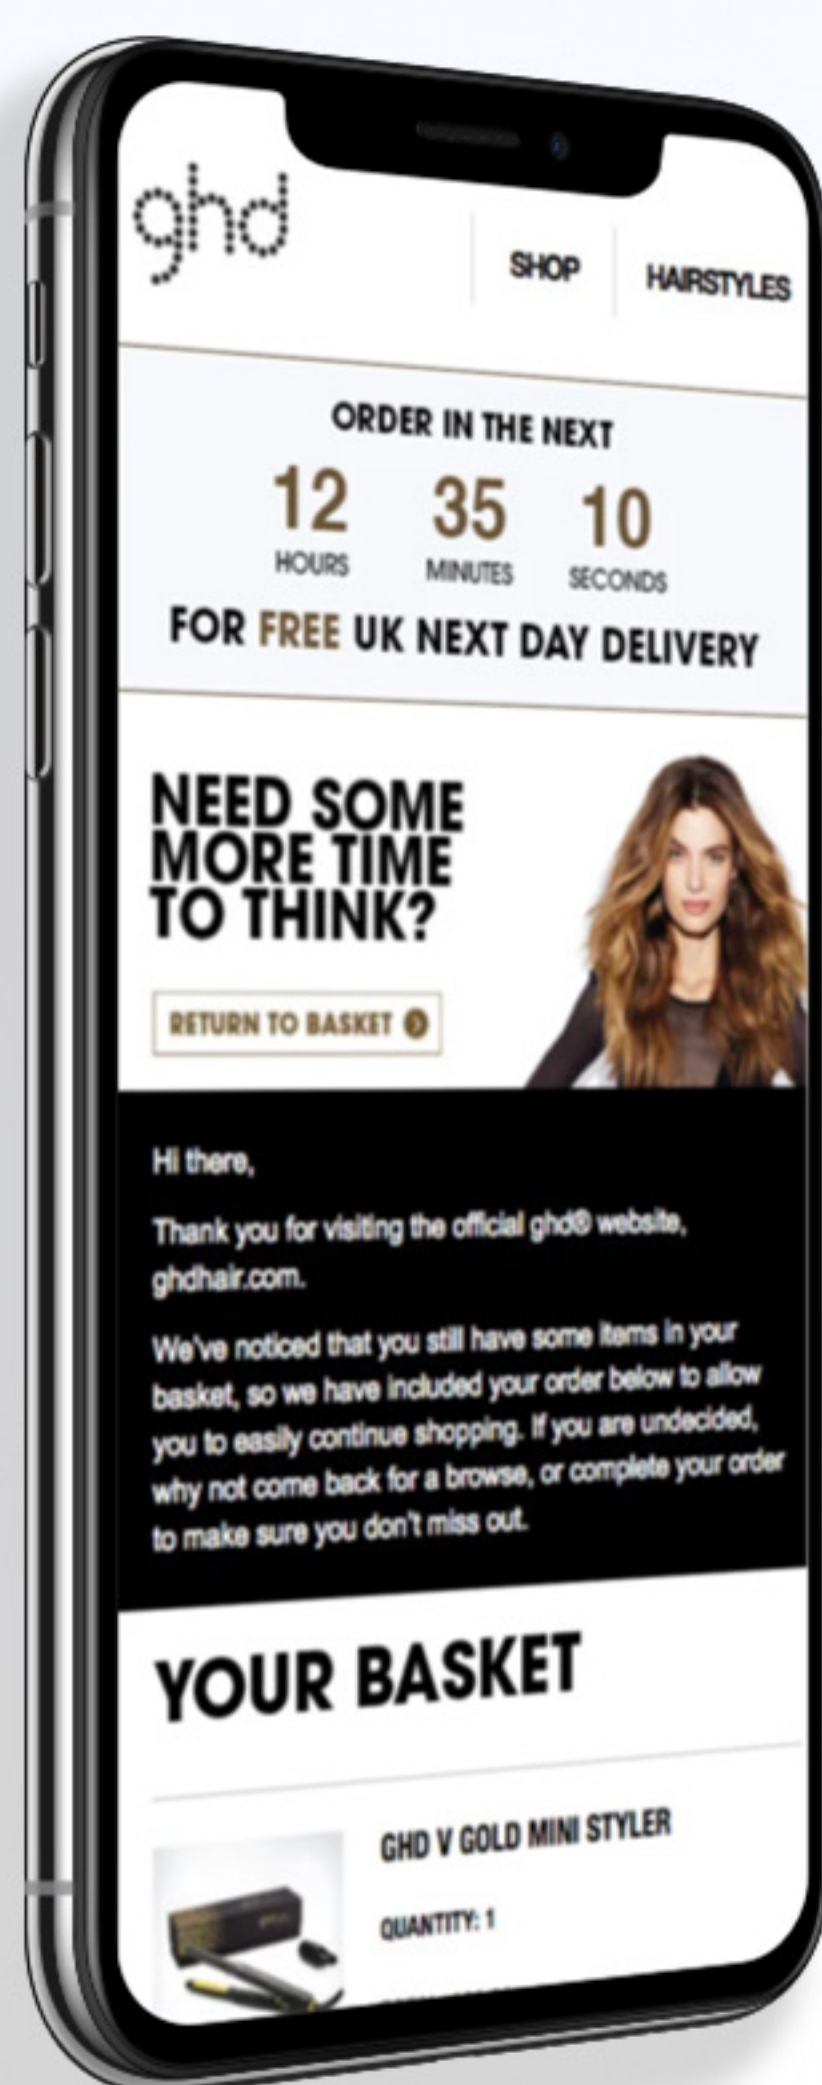 ghd
SHOP
HAIRSTYLES
ORDER IN THE NEXT
12 35 10
HOURS MINUTES SECONDS
FOR FREE UK NEXT DAY DELIVERY
NEED SOME
MORE TIME
TO THINK?
RETURN TO BASKET
Hi there,
Thank you for visiting the official ghd® website,
ghdhair.com.
We've noticed that you still have some items in your
basket, so we have included your order below to allow
you to easily continue shopping. If you are undecided,
why not come back for a browse, or complete your order
to make sure you don't miss out.
YOUR BASKET
GHD V GOLD MINI STYLER
QUANTITY: 1